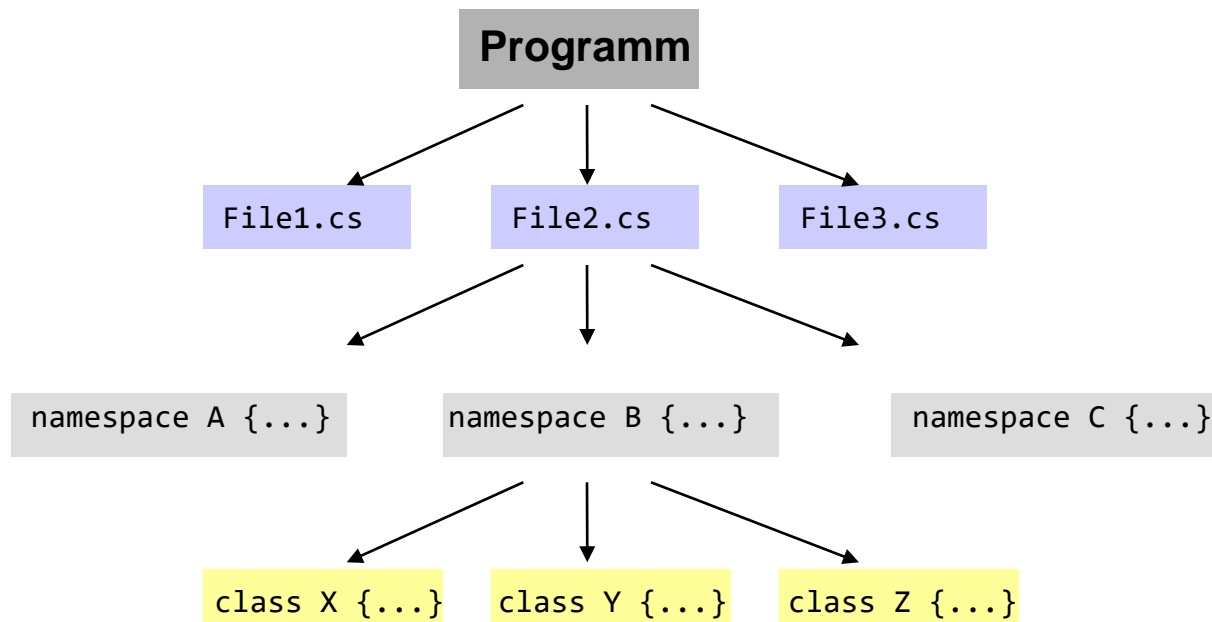 Programm
File1.cs
File2.cs
File3.cs
namespace A {...}
namespace B {...}
namespace C {...}
class X {...}
class Y {...}
class Z {...}